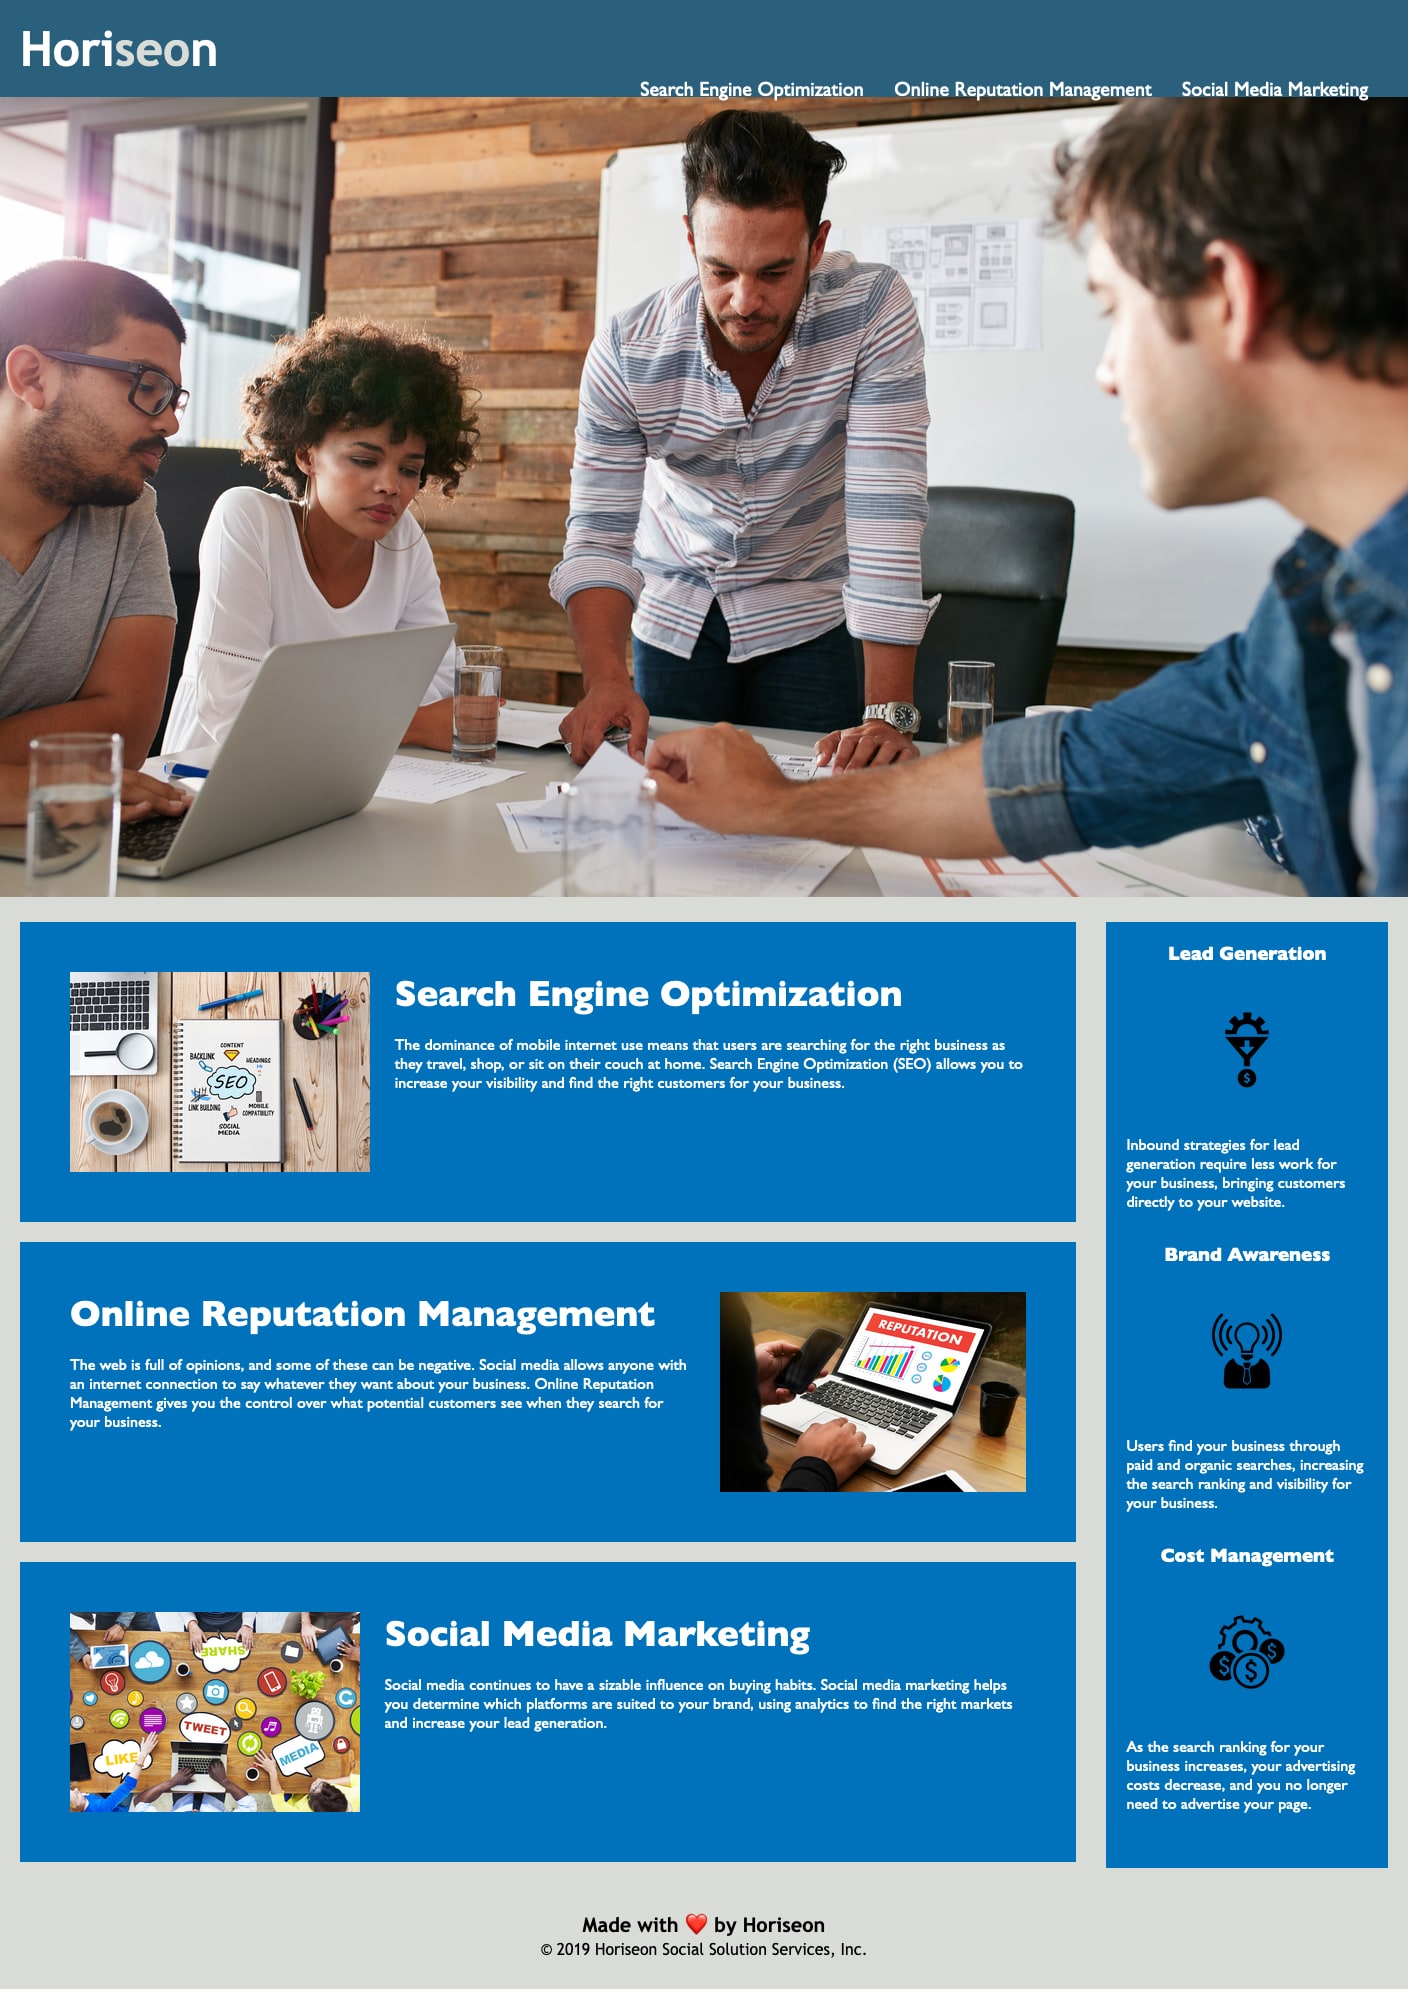 Horiseon
Search Engine Optimization Online Reputation Management Social Media Marketing
Search Engine Optimization
The dominance of mobile internet use means that users are searching for the right business as
they travel, shop, or sit on their couch at home. Search Engine Optimization (SEO) allows you to
increase your visibility and find the right customers for your business.
CONTENT
BACKLINK
HEADINGS
SEO
LINK BUILDING
MOBILE
COMPATIBILITY
SOCIAL
MEDIA
Online Reputation Management
The web is full of opinions, and some of these can be negative. Social media allows anyone with
an internet connection to say whatever they want about your business. Online Reputation
Management gives you the control over what potential customers see when they search for
your business.
REPUTATION
Social Media Marketing
Social media continues to have a sizable influence on buying habits. Social media marketing helps
you determine which platforms are suited to your brand, using analytics to find the right markets
and increase your lead generation.
SHARE
TWEET
LIKE
MEDIA
Lead Generation
$
Inbound strategies for lead
generation require less work for
your business, bringing customers
directly to your website.
Brand Awareness
Users find your business through
paid and organic searches, increasing
the search ranking and visibility for
your business.
Cost Management
$ $ $
As the search ranking for your
business increases, your advertising
costs decrease, and you no longer
need to advertise your page.
Made with ❤️ by Horiseon
© 2019 Horiseon Social Solution Services, Inc.